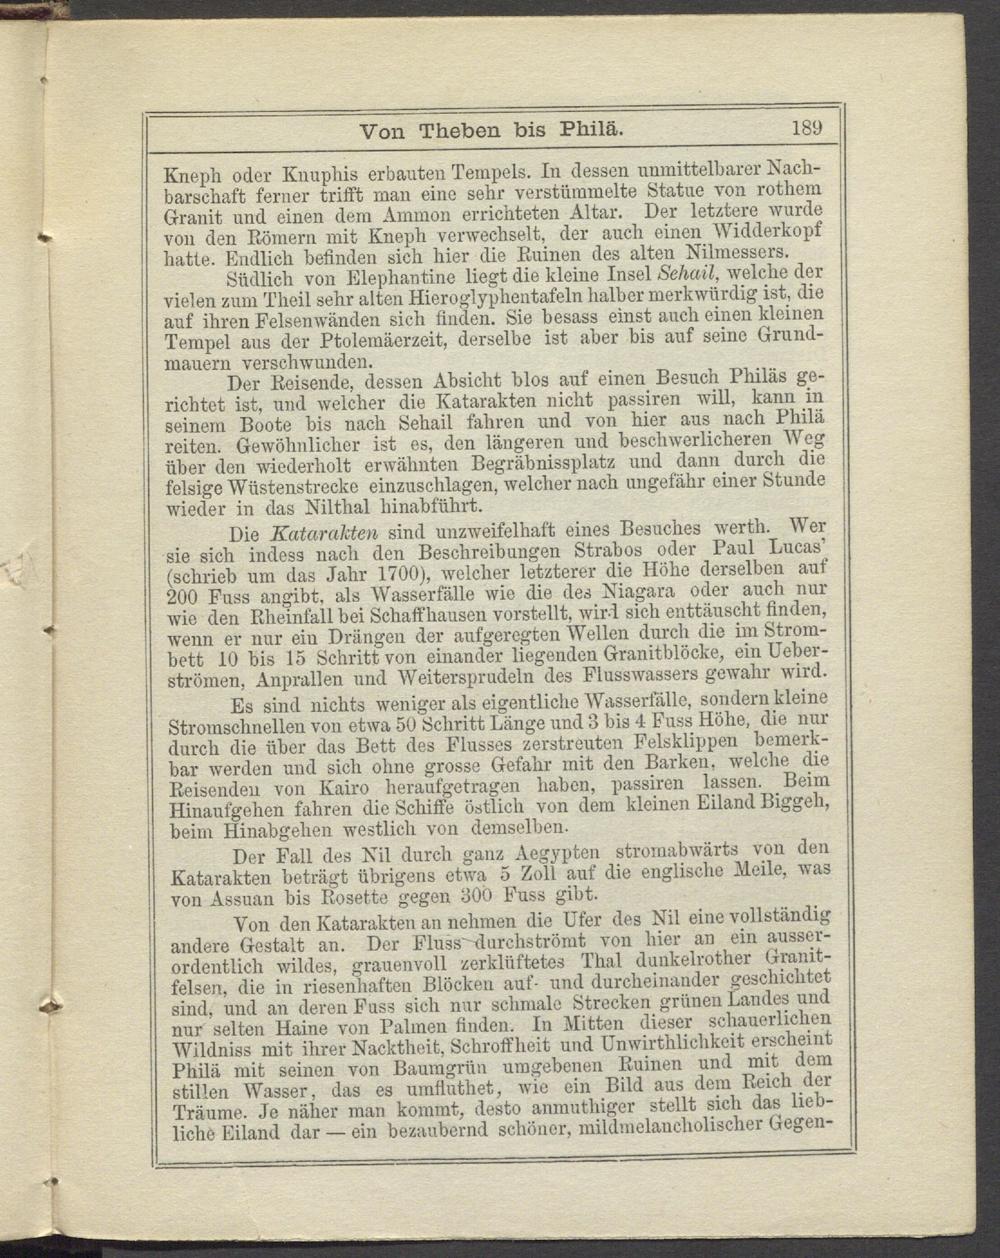 Von Theben bis Philä. 189
Kneph oder Knuphis erbauten Tempels. In dessen unmittelbarer Nach-
barschaft ferner trifft man eine sehr verstümmelte Statue von rothem
Granit und einen dem Ammon errichteten Altar. Der letztere wurde
von den Römern mit Kneph verwechselt, der auch einen Widderkopf
hatte. Endlich befinden sich hier die Ruinen des alten Nilmessers.
Südlich von Elephantine liegt die kleine Insel Sehail, welche der
vielen zum Theil sehr alten Hieroglyphentafeln halber merkwürdig ist, die
auf ihren Felsenwänden sich finden. Sie besass einst auch einen kleinen
Tempel aus der Ptolemäerzeit, derselbe ist aber bis auf seine Grund-
mauern verschwunden.
Der Reisende, dessen Absicht blos auf einen Besuch Philäs ge-
richtet ist, und welcher die Katarakten nicht passiren will, kann in
seinem Boote bis nach Sehail fahren und von hier aus nach Philä
reiten. Gewöhnlicher ist es, den längeren und beschwerlicheren Weg
über den wiederholt erwähnten Begräbnissplatz und dann durch die
felsige Wüstenstrecke einzuschlagen, welcher nach ungefähr einer Stunde
wieder in das Nilthal hinabführt.
Die Katarakten sind unzweifelhaft eines Besuches werth. Wer
sie sich indess nach den Beschreibungen Strabos oder Paul Lucas'
(schrieb um das Jahr 1700), welcher letzterer die Höhe derselben auf
200 Fuss angibt, als Wasserfälle wie die des Niagara oder auch nur
wie den Rheinfall bei Schaffhausen vorstellt, wird sich enttäuscht finden,
wenn er nur ein Drängen der aufgeregten Wellen durch die im Strom-
bett 10 bis 15 Schritt von einander liegenden Granitblöcke, ein Ueber-
strömen, Anprallen und Weitersprudeln des Flusswassers gewahr wird.
Es sind nichts weniger als eigentliche Wasserfälle, sondern kleine
Stromschnellen von etwa 50 Schritt Länge und 3 bis 4 Fuss Höhe, die nur
durch die über das Bett des Flusses zerstreuten Felsklippen bemerk-
bar werden und sich ohne grosse Gefahr mit den Barken, welche die
Reisenden von Kairo heraufgetragen haben, passiren lassen. Beim
Hinaufgehen fahren die Schiffe östlich von dem kleinen Eiland Biggeh,
beim Hinabgehen westlich von demselben.
Der Fall des Nil durch ganz Aegypten stromabwärts von den
Katarakten beträgt übrigens etwa 5 Zoll auf die englische Meile, was
von Assuan bis Rosette gegen 300 Fuss gibt.
Von den Katarakten an nehmen die Ufer des Nil eine vollständig
andere Gestalt an. Der Fluss durchströmt von hier an ein ausser-
ordentlich wildes, grauenvoll zerklüftetes Thal dunkelrother Granit-
felsen, die in riesenhaften Blöcken auf- und durcheinander geschichtet
sind, und an deren Fuss sich nur schmale Strecken grünen Landes und
nur selten Haine von Palmen finden. In Mitten dieser schauerlichen
Wildniss mit ihrer Nacktheit, Schroffheit und Unwirthlichkeit erscheint
Philä mit seinen von Baumgrün umgebenen Ruinen und mit dem
stillen Wasser, das es umfluthet, wie ein Bild aus dem Reich der
Träume. Je näher man kommt, desto anmuthiger stellt sich das lieb-
liche Eiland dar — ein bezaubernd schöner, mildmelancholischer Gegen-